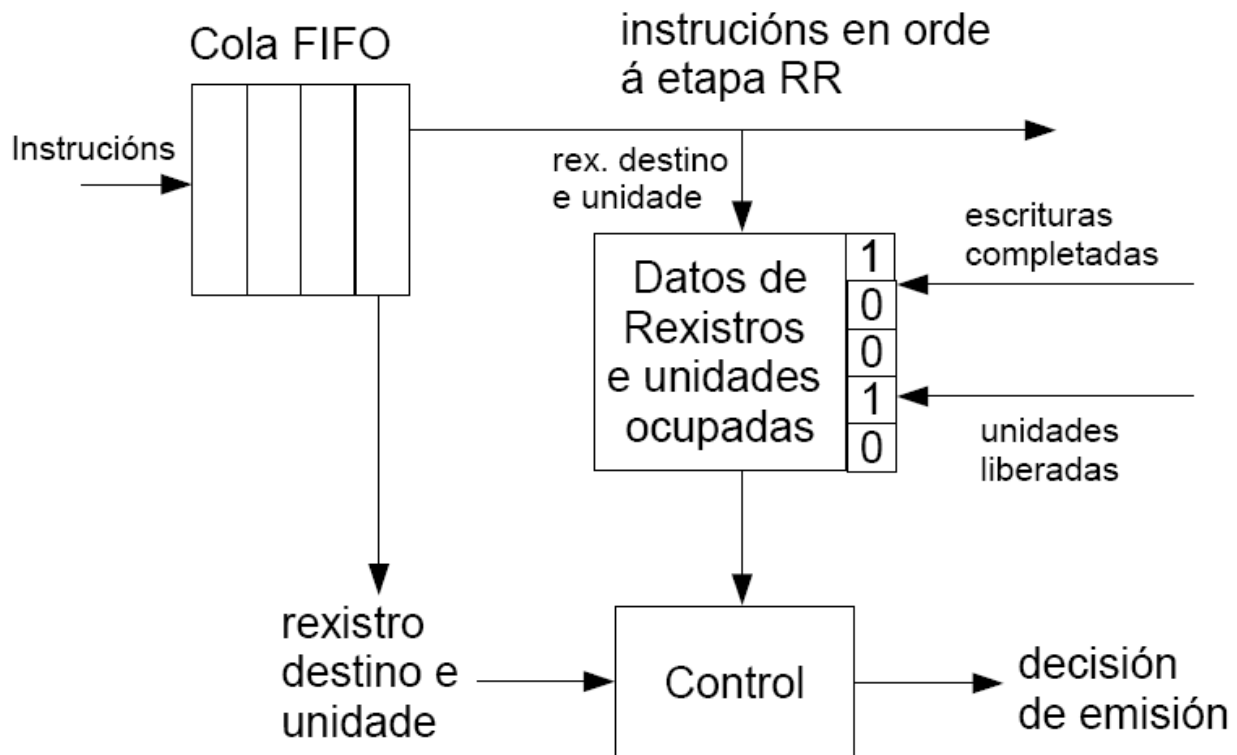 Cola FIFO
instrucións en orde
á etapa RR
Instrucións
rex. destino
e unidade
escrituras
completadas
Datos de
Rexistros
e unidades
ocupadas
1
0
0
1
0
unidades
liberadas
rexistro
destino e
unidade
Control
decisión
de emisión